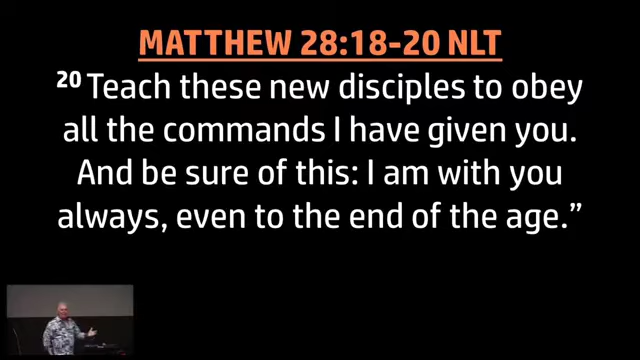 MATTHEW 28:18-20 NLT
20 Teach these new disciples to obey
all the commands I have given you.
And be sure of this: I am with you
always, even to the end of the age.”